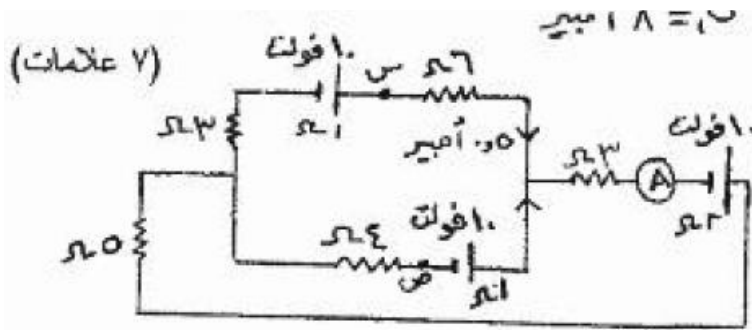 = ٨ ر ا أمبير
(٧ علامات)
١٠ فولت
س
٦Ω
٣Ω
١Ω
٥ر٠ أمبير
٣Ω
A
١٠ فولت
٢Ω
١٠ فولت
٤Ω
ص
١Ω
٥Ω